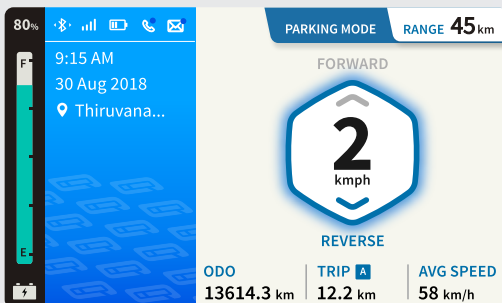 80%
F
E
9:15 AM
30 Aug 2018
Thiruvana...
PARKING MODE
RANGE 45 km
FORWARD
2
kmph
REVERSE
ODO
13614.3 km
TRIP A
12.2 km
AVG SPEED
58 km/h